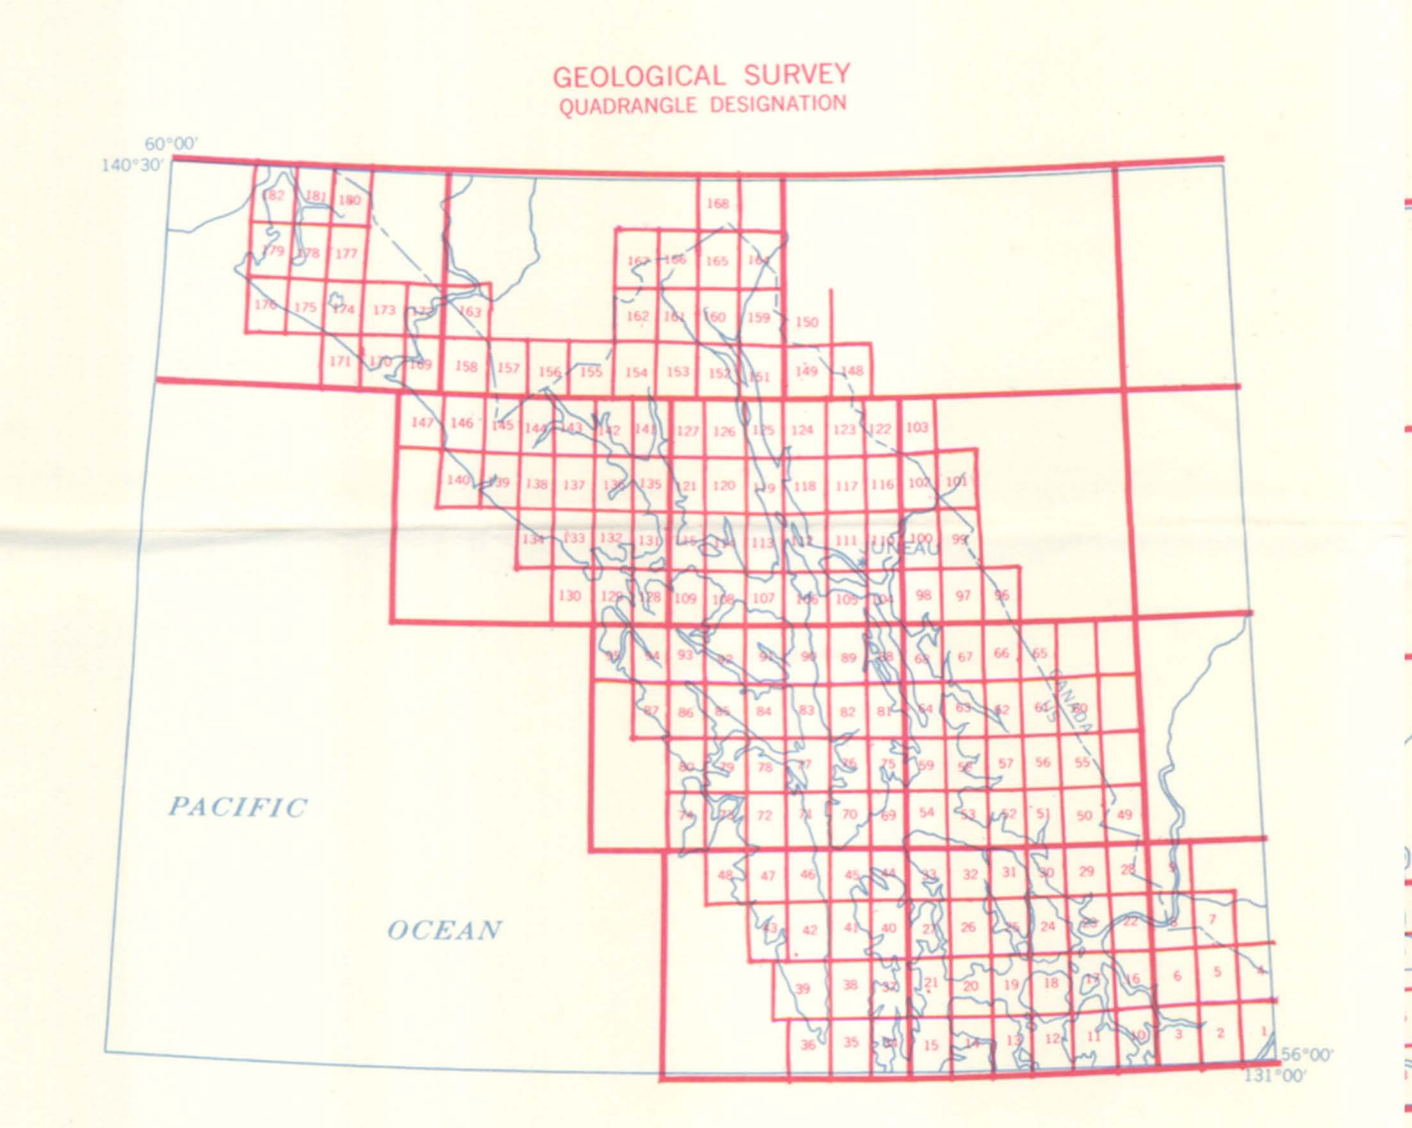 GEOLOGICAL SURVEY
QUADRANGLE DESIGNATION
60°00′
140°30′
182 181 180
168
179 178 177
167 166 165 164
176 175 174 173 172 163
162 161 160 159 150
171 170 169 158 157 156 155 154 153 152 151 149 148
147 146 145 144 143 142 141 127 126 125 124 123 122 103
140 139 138 137 136 135 121 120 119 118 117 116 102 101
134 133 132 131 115 114 113 112 111 110 100 99
JUNEAU
130 129 128 109 108 107 106 105 104 98 97 96
95 94 93 92 91 90 89 88 68 67 66 65
CANADA
US
87 86 85 84 83 82 81 64 63 62 61 60
80 79 78 77 76 75 59 58 57 56 55
PACIFIC
74 73 72 71 70 69 54 53 52 51 50 49
48 47 46 45 44 33 32 31 30 29 28 9
OCEAN
43 42 41 40 27 26 25 24 23 22 8 7
39 38 37 21 20 19 18 17 16 6 5 4
36 35 34 15 14 13 12 11 10 3 2 1
56°00′
131°00′